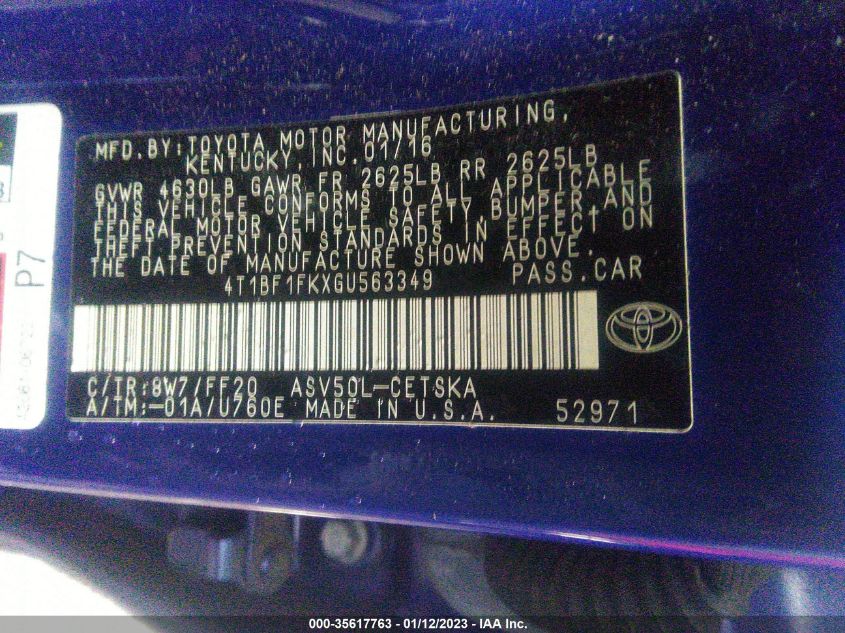 MFD.BY:TOYOTA MOTOR MANUFACTURING,
KENTUCKY, INC.01/16
GVWR 4630LB GAWR FR 2625LB RR 2625LB
THIS VEHICLE CONFORMS TO ALL APPLICABLE
FEDERAL MOTOR VEHICLE SAFETY,BUMPER AND
THEFT PREVENTION STANDARDS IN EFFECT ON
THE DATE OF MANUFACTURE SHOWN ABOVE.
4T1BF1FKXGU563349 PASS.CAR
C/TR:8W7/FF20 ASV50L-CETSKA
A/TM:-01A/U760E MADE IN U.S.A. 52971
P7
000-35617763 - 01/12/2023 - IAA Inc.